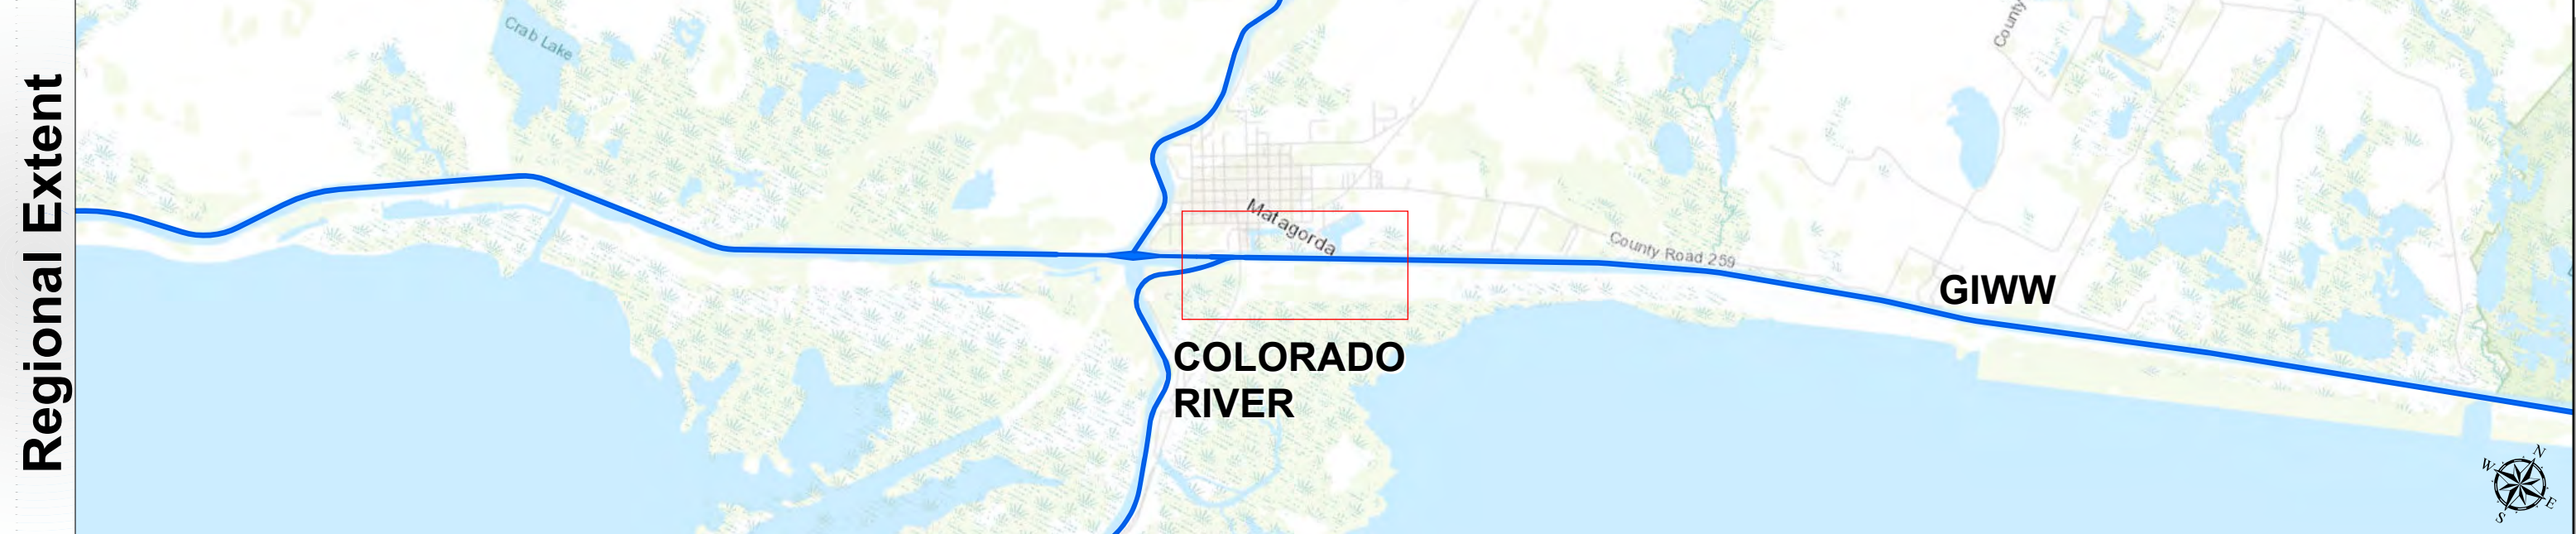 Regional Extent
Crab Lake
County
Matagorda
County Road 259
GIWW
COLORADO
RIVER
N
W
E
S